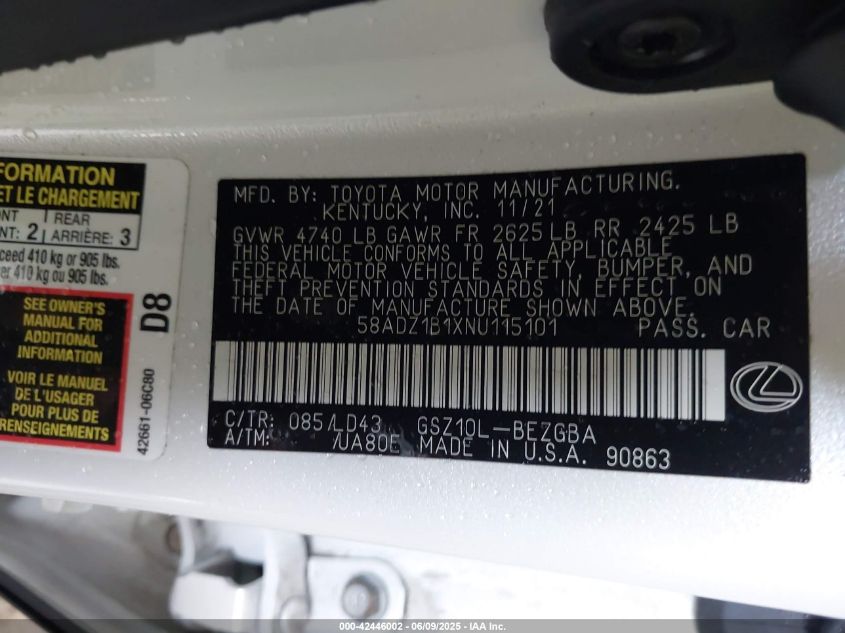 FORMATION
ET LE CHARGEMENT
NT | REAR
NT: 2 | ARRIÈRE: 3
ceed 410 kg or 905 lbs.
er 410 kg ou 905 lbs.
SEE OWNER'S
MANUAL FOR
ADDITIONAL
INFORMATION
VOIR LE MANUEL
DE L'USAGER
POUR PLUS DE
RENSEIGNEMENTS
D8
42661-06C80
MFD. BY: TOYOTA MOTOR MANUFACTURING.
KENTUCKY, INC. 11/21
GVWR 4740 LB GAWR FR 2625 LB RR 2425 LB
THIS VEHICLE CONFORMS TO ALL APPLICABLE
FEDERAL MOTOR VEHICLE SAFETY, BUMPER, AND
THEFT PREVENTION STANDARDS IN EFFECT ON
THE DATE OF MANUFACTURE SHOWN ABOVE.
58ADZ1B1XNU115101 PASS. CAR
C/TR: 085/LD43 GSZ10L-BEZGBA
A/TM: /UA80E MADE IN U.S.A. 90863
000-42446002 - 06/09/2025 - IAA Inc.